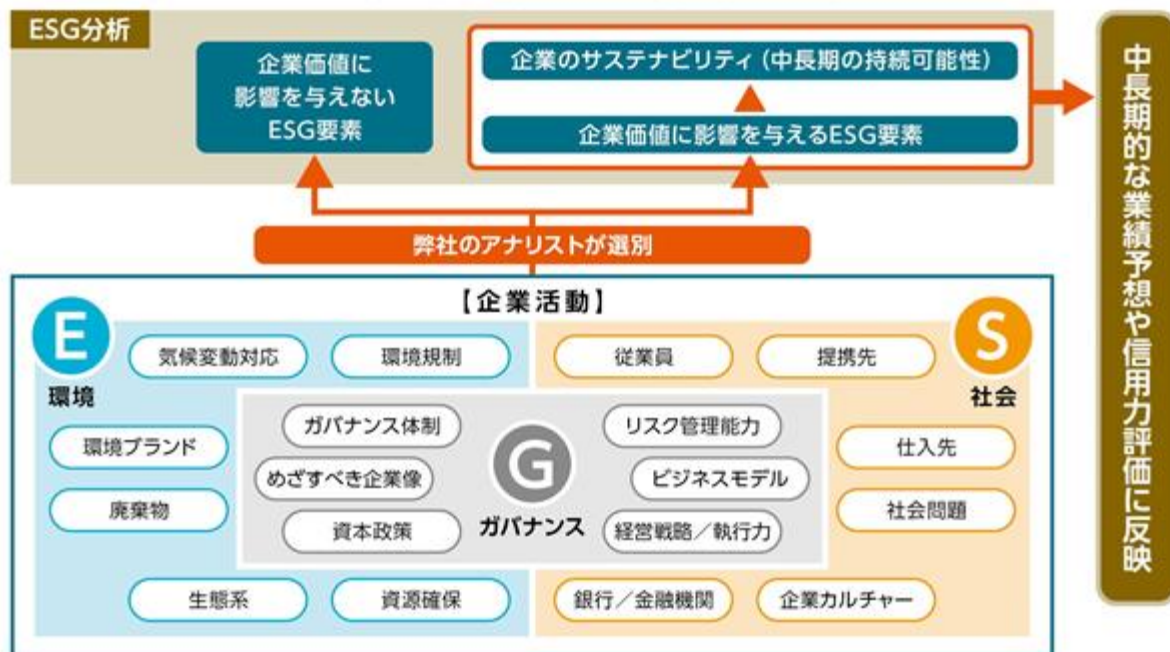 ESG分析
企業価値に
影響を与えない
ESG要素
企業のサステナビリティ（中長期の持続可能性）
企業価値に影響を与えるESG要素
中長期的な業績予想や信用力評価に反映
弊社のアナリストが選別
【企業活動】
E
環境
S
社会
気候変動対応
環境規制
従業員
提携先
環境ブランド
廃棄物
ガバナンス体制
めざすべき企業像
資本政策
G
ガバナンス
リスク管理能力
ビジネスモデル
経営戦略／執行力
仕入先
社会問題
生態系
資源確保
銀行／金融機関
企業カルチャー